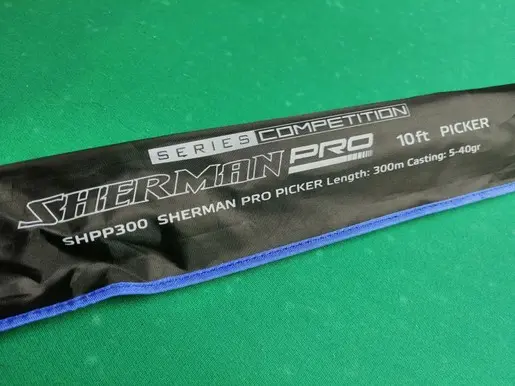 SERIES COMPETITION
SHERMAN PRO 10ft PICKER
SHPP300 SHERMAN PRO PICKER Length: 300m Casting: 5-40gr